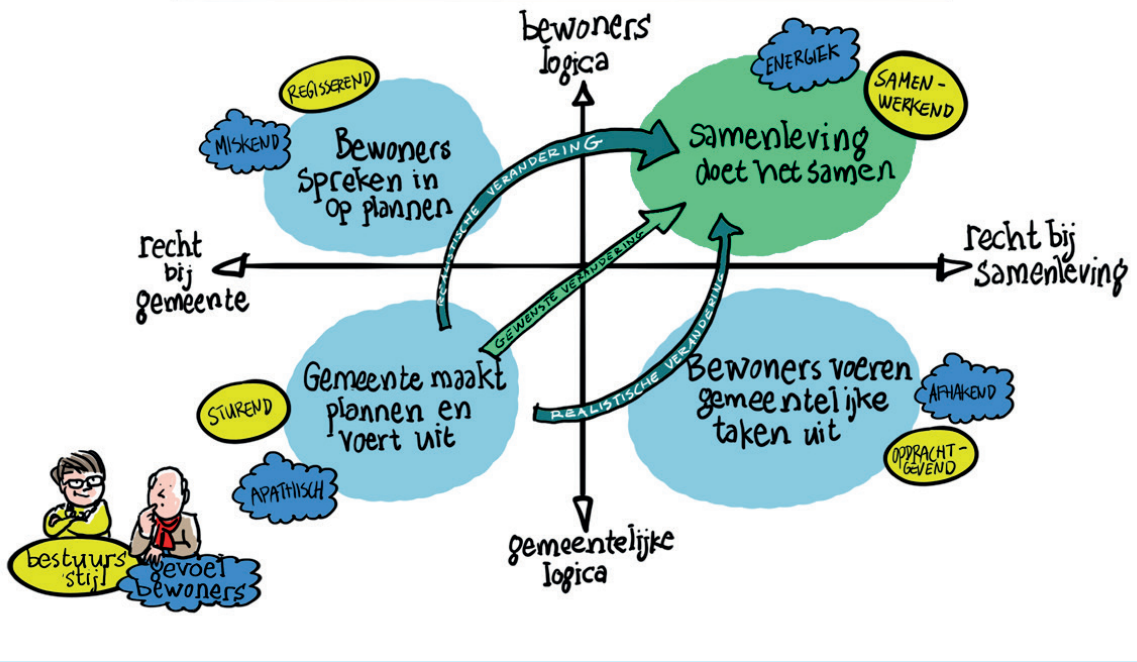 bewoners
logica
REGISSEREND
MISKEND
Bewoners
spreken in
op plannen
ENERGIEK
SAMEN-
WERKEND
samenleving
doet het samen
REALISTISCHE VERANDERING
GEWENSTE VERANDERING
REALISTISCHE VERANDERING
recht
bij
gemeente
recht bij
samenleving
Gemeente maakt
plannen en
voert uit
STUREND
APATHISCH
Bewoners voeren
gemeentelijke
taken uit
AFHAKEND
OPDRACHT-
GEVEND
gemeentelijke
logica
bestuurs
stijl
gevoel
bewoners